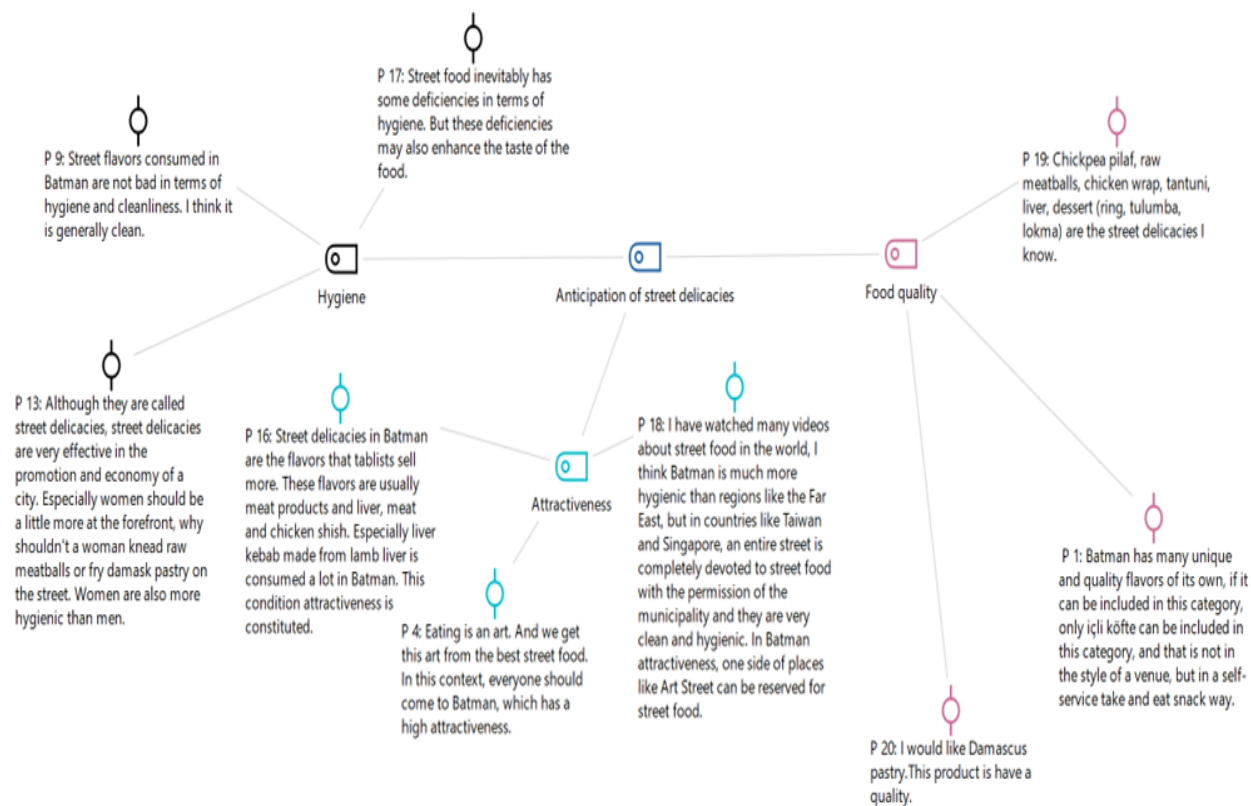 P 17: Street food inevitably has
some deficiencies in terms of
hygiene. But these deficiencies
may also enhance the taste of the
food.
P 9: Street flavors consumed in
Batman are not bad in terms of
hygiene and cleanliness. I think it
is generally clean.
P 19: Chickpea pilaf, raw
meatballs, chicken wrap, tantuni,
liver, dessert (ring, tulumba,
lokma) are the street delicacies I
know.
Hygiene
Anticipation of street delicacies
Food quality
P 13: Although they are called
street delicacies, street delicacies
are very effective in the
promotion and economy of a
city. Especially women should be
a little more at the forefront, why
shouldn't a woman knead raw
meatballs or fry damask pastry on
the street. Women are also more
hygienic than men.
P 16: Street delicacies in Batman
are the flavors that tablists sell
more. These flavors are usually
meat products and liver, meat
and chicken shish. Especially liver
kebab made from lamb liver is
consumed a lot in Batman. This
condition attractiveness is
constituted.
Attractiveness
P 18: I have watched many videos
about street food in the world, I
think Batman is much more
hygienic than regions like the Far
East, but in countries like Taiwan
and Singapore, an entire street is
completely devoted to street food
with the permission of the
municipality and they are very
clean and hygienic. In Batman
attractiveness, one side of places
like Art Street can be reserved for
street food.
P 4: Eating is an art. And we get
this art from the best street food.
In this context, everyone should
come to Batman, which has a
high attractiveness.
P 1: Batman has many unique
and quality flavors of its own, if it
can be included in this category,
only içli köfte can be included in
this category, and that is not in
the style of a venue, but in a self-
service take and eat snack way.
P 20: I would like Damascus
pastry.This product is have a
quality.